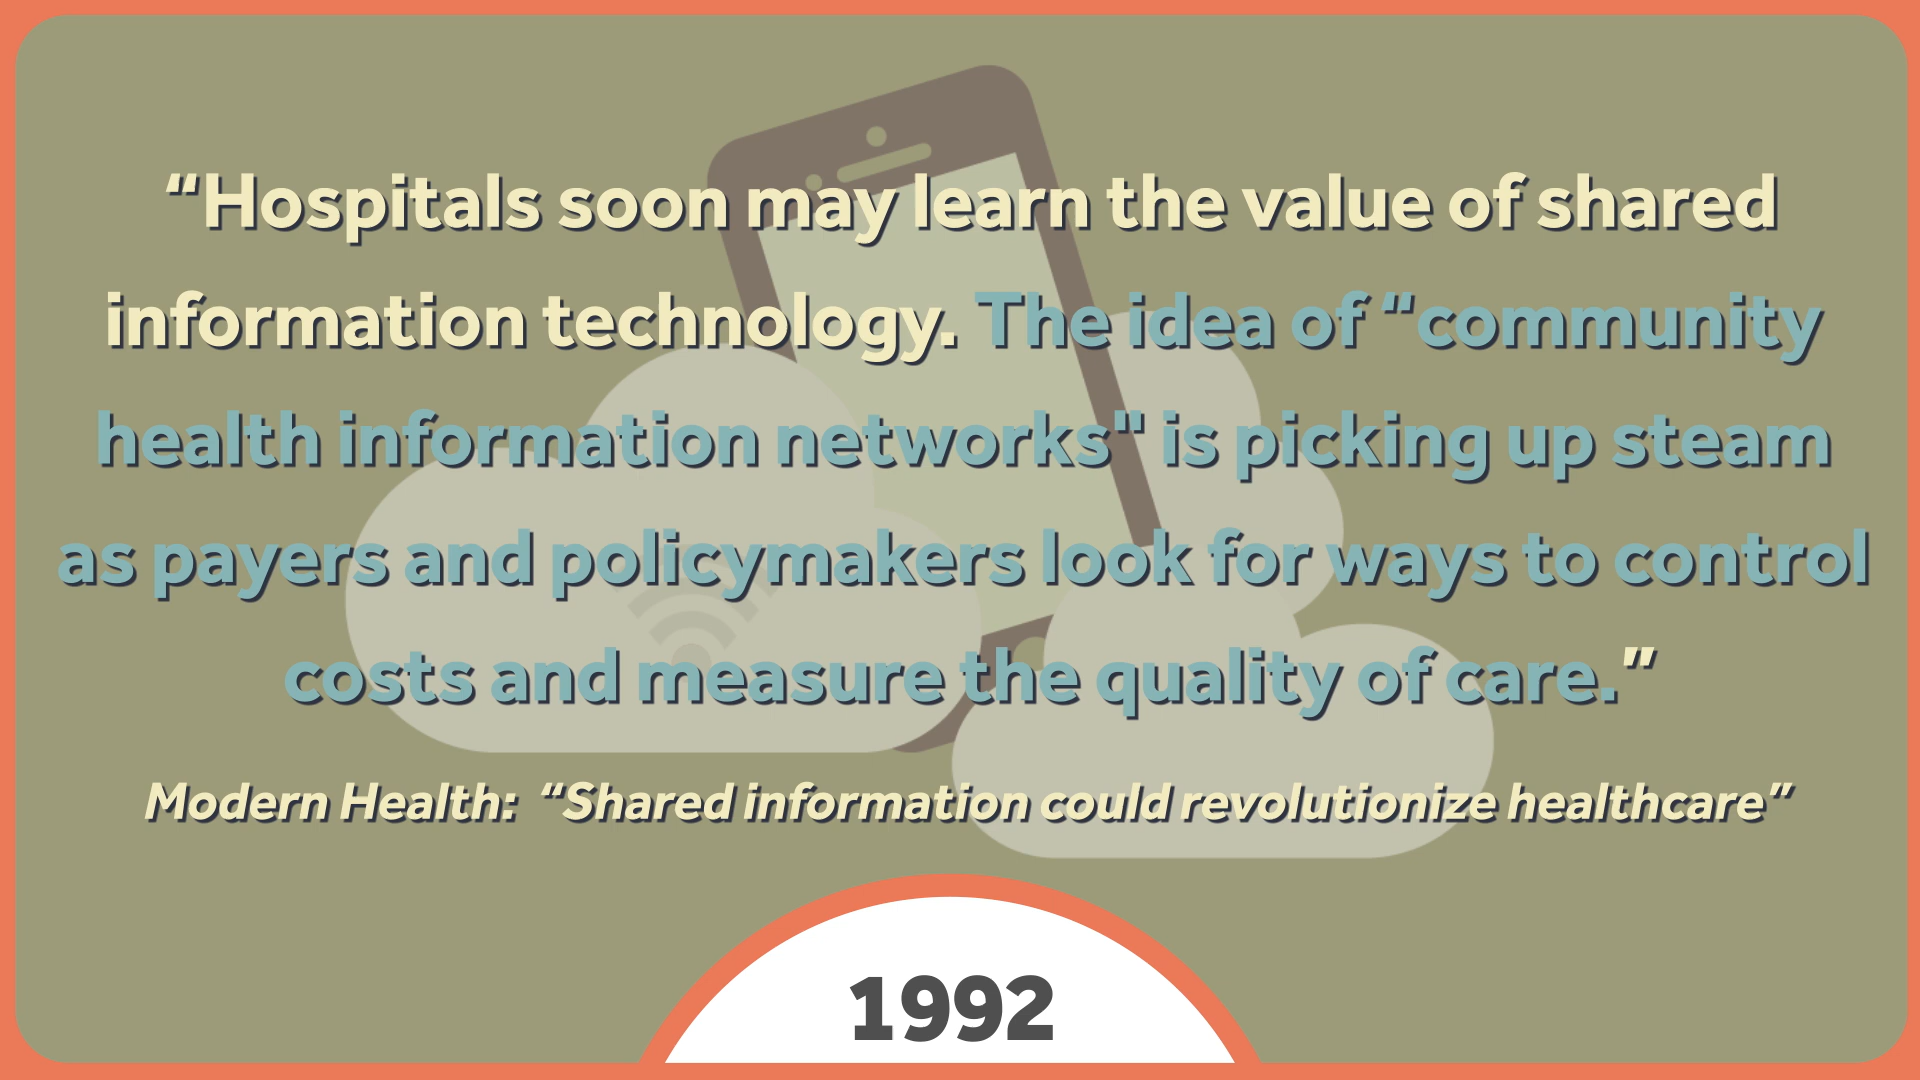 “Hospitals soon may learn the value of shared
information technology. The idea of “community
health information networks" is picking up steam
as payers and policymakers look for ways to control
costs and measure the quality of care.”
Modern Health: “Shared information could revolutionize healthcare”
1992